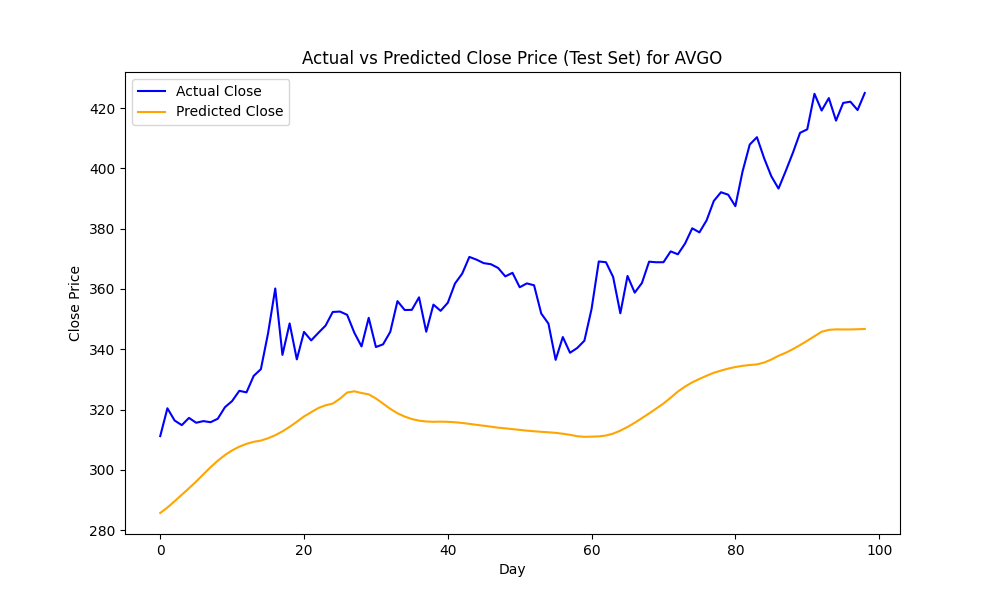 Actual vs Predicted Close Price (Test Set) for AVGO
Actual Close
Predicted Close
420
400
380
360
340
320
300
280
Close Price
0 20 40 60 80 100
Day